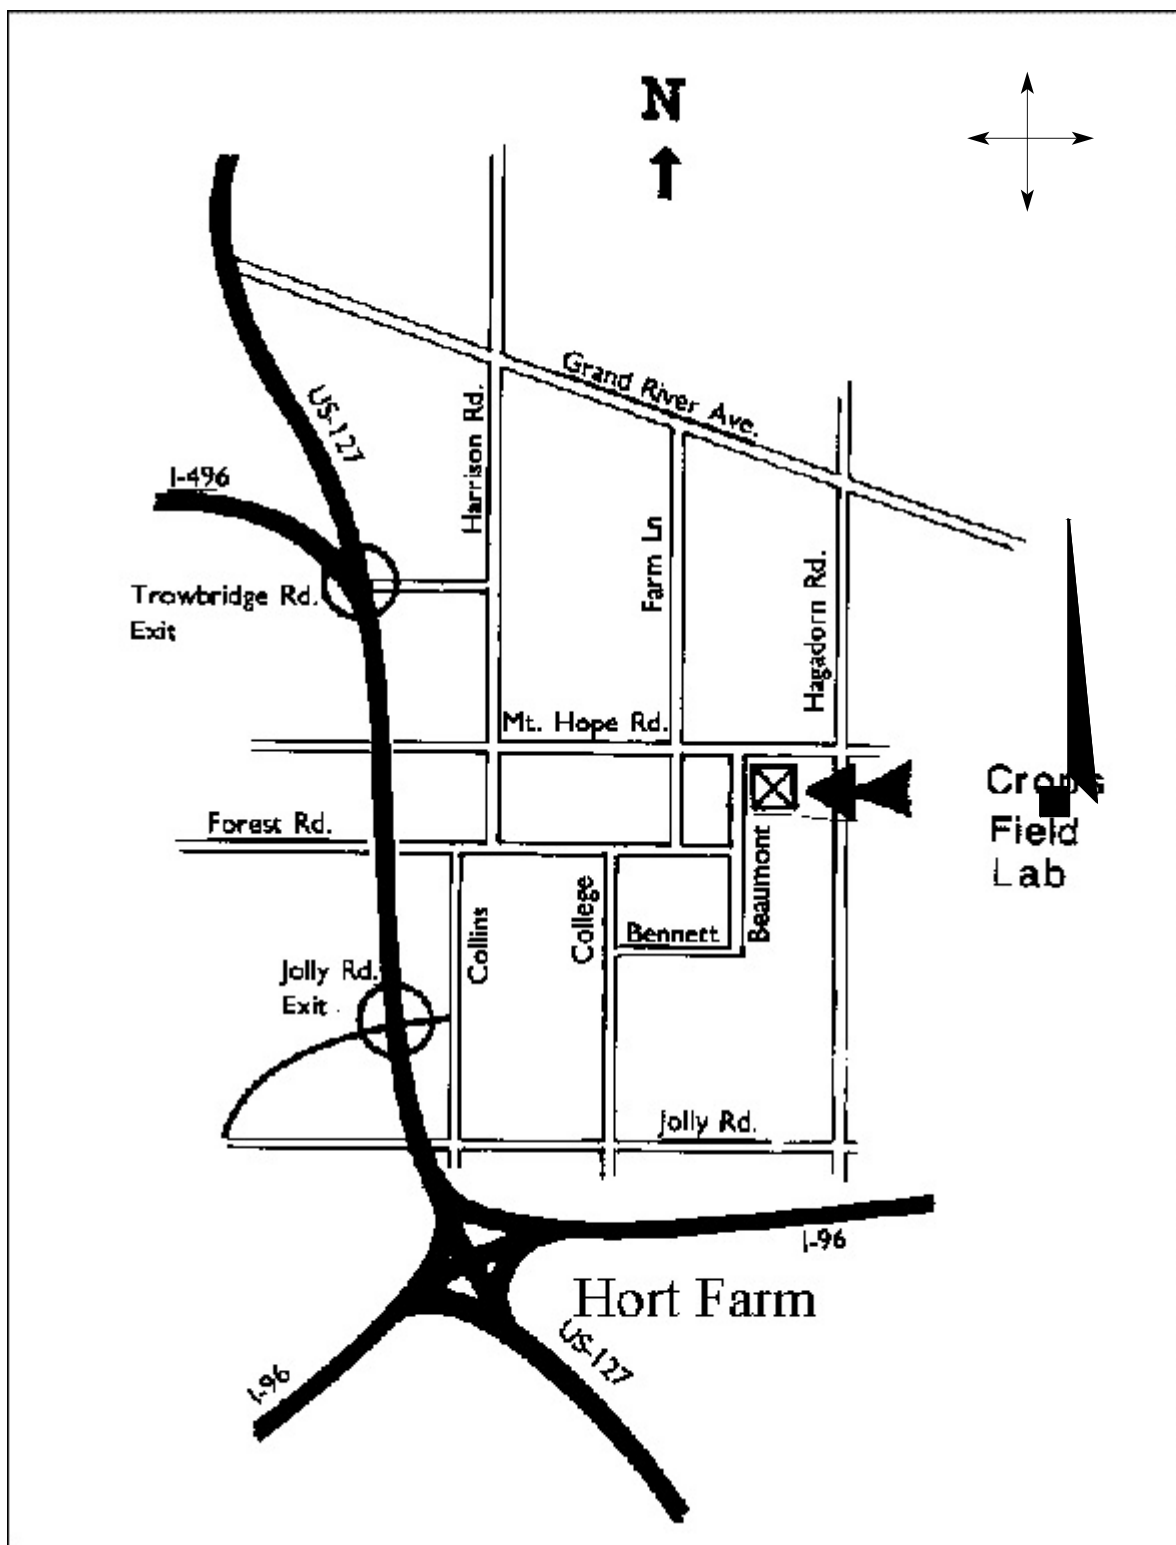 N
Grand River Ave.
US-127
Harrison Rd.
I-496
Farm Ln
Hagadorn Rd.
Trowbridge Rd.
Exit
Mt. Hope Rd.
Crops
Field
Lab
Forest Rd.
Beaumont
College
Collins
Bennett
Jolly Rd.
Exit
Jolly Rd.
I-96
Hort Farm
US-127
I-96